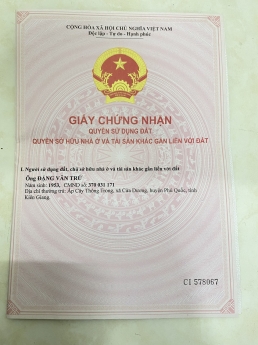 CỘNG HÒA XÃ HỘI CHỦ NGHĨA VIỆT NAM
Độc lập - Tự do - Hạnh phúc
GIẤY CHỨNG NHẬN
QUYỀN SỬ DỤNG ĐẤT
QUYỀN SỞ HỮU NHÀ Ở VÀ TÀI SẢN KHÁC GẮN LIỀN VỚI ĐẤT
I. Người sử dụng đất, chủ sở hữu nhà ở và tài sản khác gắn liền với đất
Ông ĐẶNG VĂN TRỪ
Năm sinh: 1953, CMND số: 370 031 171
Địa chỉ thường trú: Ấp Cây Thông Trong, xã Cửa Dương, huyện Phú Quốc, tỉnh
Kiên Giang.
CI 578067